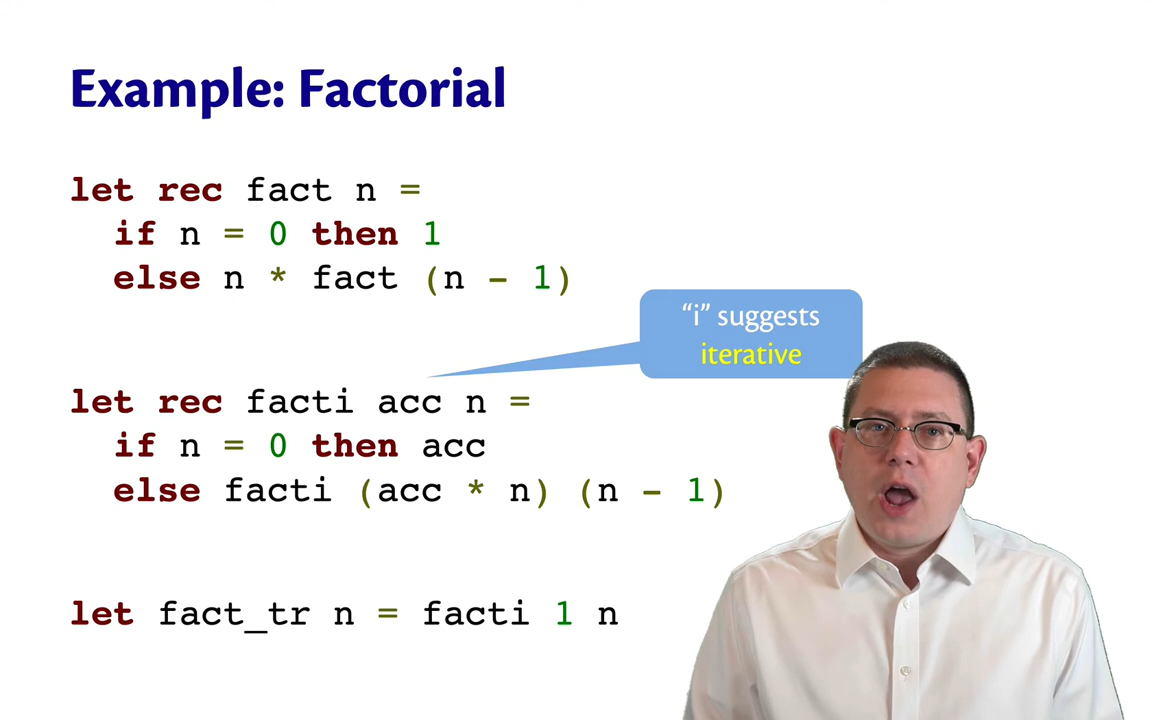 Example: Factorial
let rec fact n =
if n = 0 then 1
else n * fact (n - 1)
“i” suggests
iterative
let rec facti acc n =
if n = 0 then acc
else facti (acc * n) (n - 1)
let fact_tr n = facti 1 n